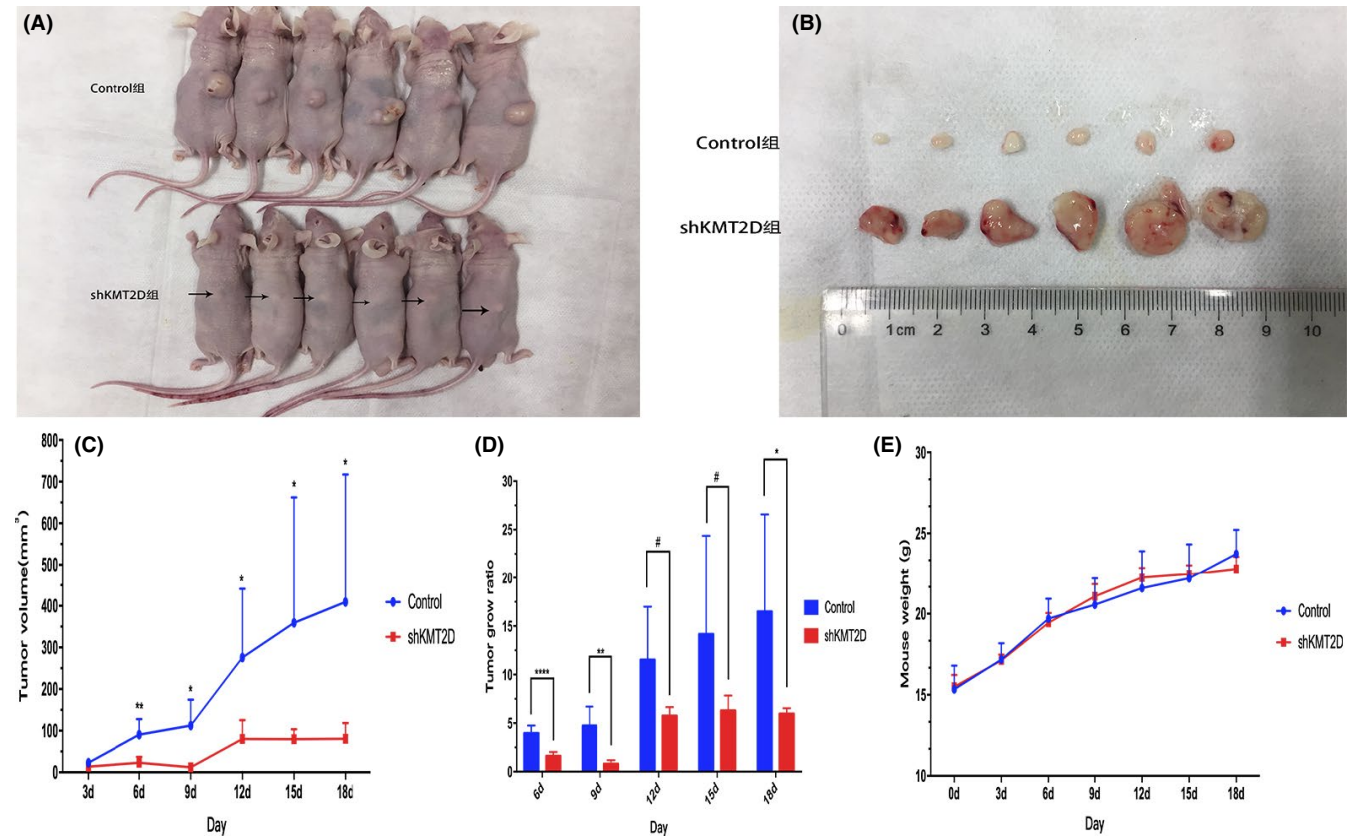 (A)
Control组
shKMT2D组
(B)
Control组
shKMT2D组
0 1cm 2 3 4 5 6 7 8 9 10
(C)
Tumor volume(mm³)
800
700
600
500
400
300
200
100
0
**
*
*
*
*
3d 6d 9d 12d 15d 18d
Day
Control
shKMT2D
(D)
Tumor grow ratio
30
25
20
15
10
5
0
****
**
#
#
*
6d 9d 12d 15d 18d
Day
Control
shKMT2D
(E)
Mouse weight (g)
30
25
20
15
10
0d 3d 6d 9d 12d 15d 18d
Day
Control
shKMT2D